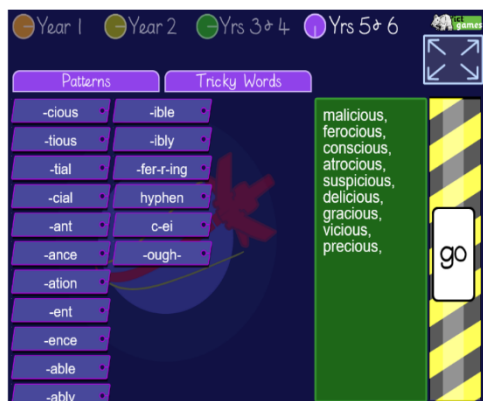 Year 1 Year 2 Yrs 3&4 Yrs 5&6
games
Patterns Tricky Words
-cious -ible
-tious -ibly
-tial -fer-r-ing
-cial hyphen
-ant c-ei
-ance -ough-
-ation
-ent
-ence
-able
-ably
malicious,
ferocious,
conscious,
atrocious,
suspicious,
delicious,
gracious,
vicious,
precious,
go